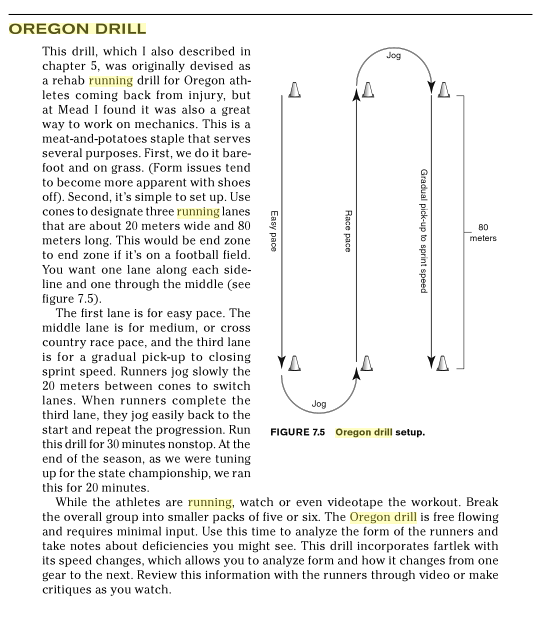 OREGON DRILL
This drill, which I also described in
chapter 5, was originally devised as
a rehab running drill for Oregon ath-
letes coming back from injury, but
at Mead I found it was also a great
way to work on mechanics. This is a
meat-and-potatoes staple that serves
several purposes. First, we do it bare-
foot and on grass. (Form issues tend
to become more apparent with shoes
off). Second, it's simple to set up. Use
cones to designate three running lanes
that are about 20 meters wide and 80
meters long. This would be end zone
to end zone if it's on a football field.
You want one lane along each side-
line and one through the middle (see
figure 7.5).
The first lane is for easy pace. The
middle lane is for medium, or cross
country race pace, and the third lane
is for a gradual pick-up to closing
sprint speed. Runners jog slowly the
20 meters between cones to switch
lanes. When runners complete the
third lane, they jog easily back to the
start and repeat the progression. Run
this drill for 30 minutes nonstop. At the
end of the season, as we were tuning
up for the state championship, we ran
this for 20 minutes.
Jog
Easy pace
Race pace
Gradual pick-up to sprint speed
80
meters
Jog
FIGURE 7.5 Oregon drill setup.
While the athletes are running, watch or even videotape the workout. Break
the overall group into smaller packs of five or six. The Oregon drill is free flowing
and requires minimal input. Use this time to analyze the form of the runners and
take notes about deficiencies you might see. This drill incorporates fartlek with
its speed changes, which allows you to analyze form and how it changes from one
gear to the next. Review this information with the runners through video or make
critiques as you watch.